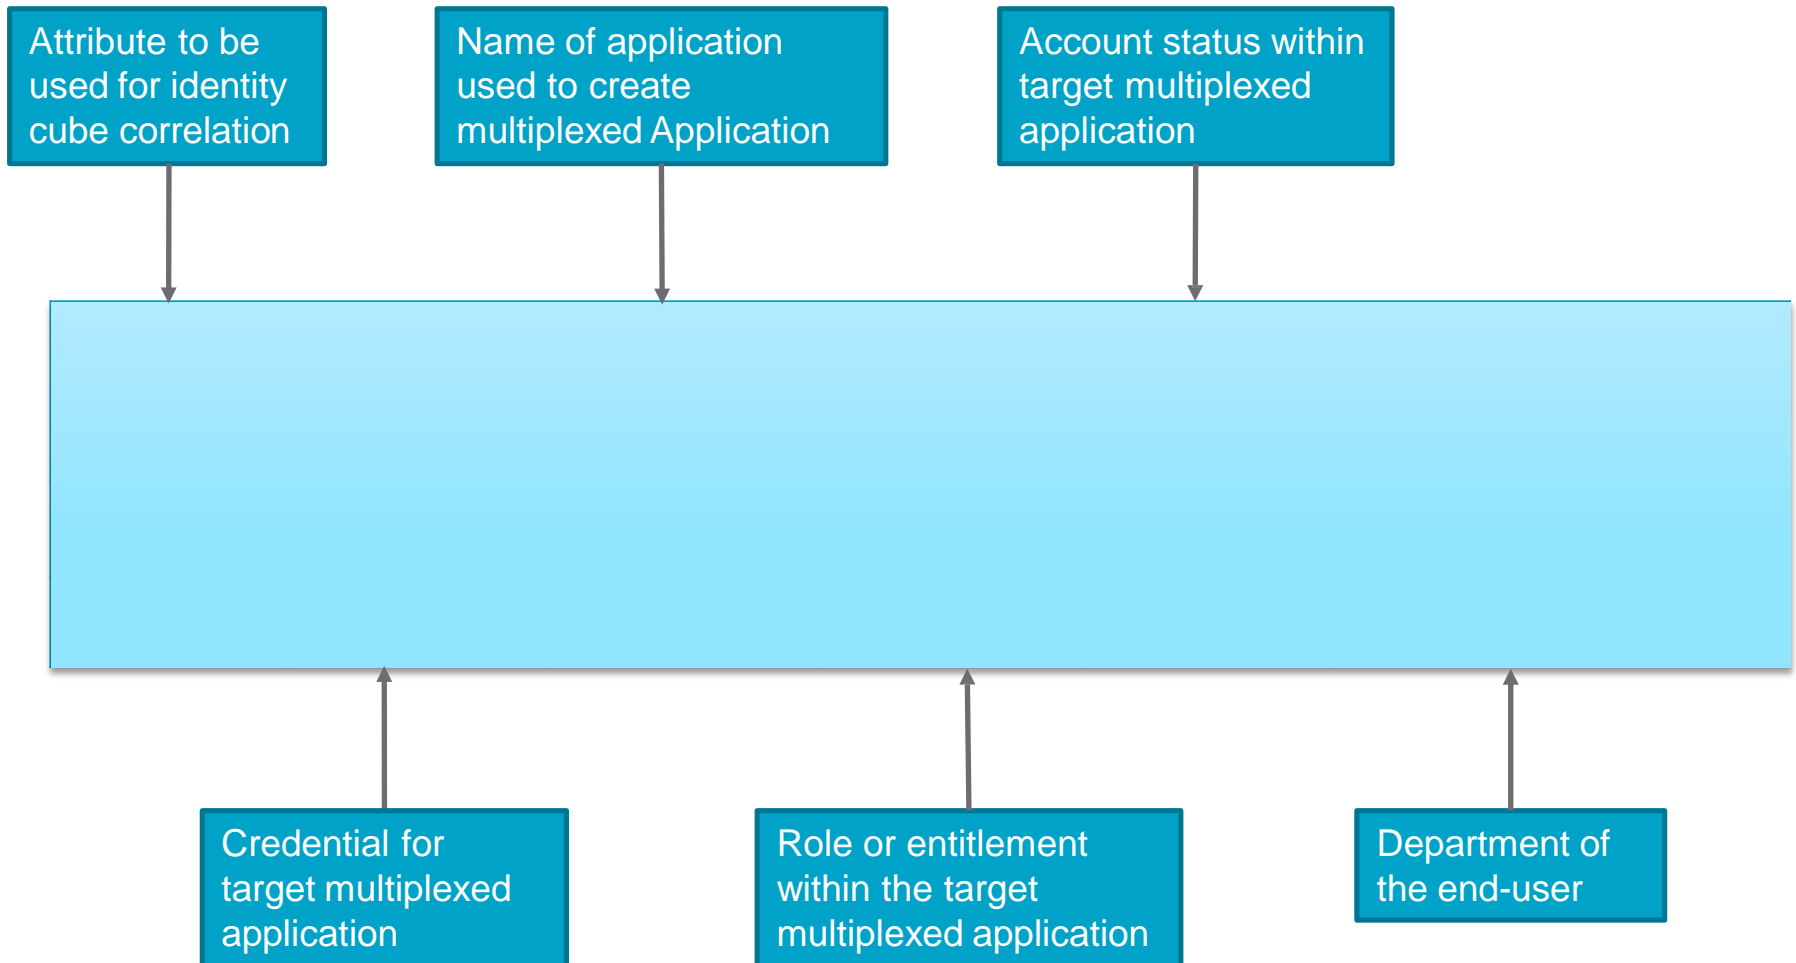 Attribute to be
used for identity
cube correlation
Name of application
used to create
multiplexed Application
Account status within
target multiplexed
application
Credential for
target multiplexed
application
Role or entitlement
within the target
multiplexed application
Department of
the end-user